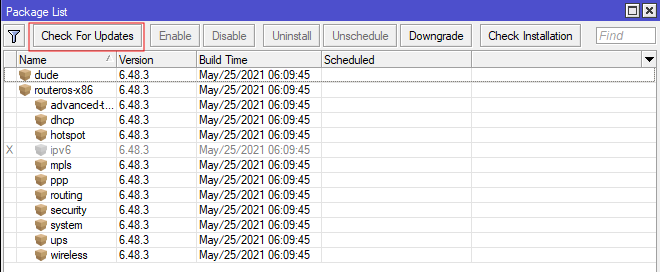 Package List
Check For Updates Enable Disable Uninstall Unschedule Downgrade Check Installation Find
Name Version Build Time Scheduled
dude 6.48.3 May/25/2021 06:09:45
routeros-x86 6.48.3 May/25/2021 06:09:45
advanced-t... 6.48.3 May/25/2021 06:09:45
dhcp 6.48.3 May/25/2021 06:09:45
hotspot 6.48.3 May/25/2021 06:09:45
X ipv6 6.48.3 May/25/2021 06:09:45
mpls 6.48.3 May/25/2021 06:09:45
ppp 6.48.3 May/25/2021 06:09:45
routing 6.48.3 May/25/2021 06:09:45
security 6.48.3 May/25/2021 06:09:45
system 6.48.3 May/25/2021 06:09:45
ups 6.48.3 May/25/2021 06:09:45
wireless 6.48.3 May/25/2021 06:09:45